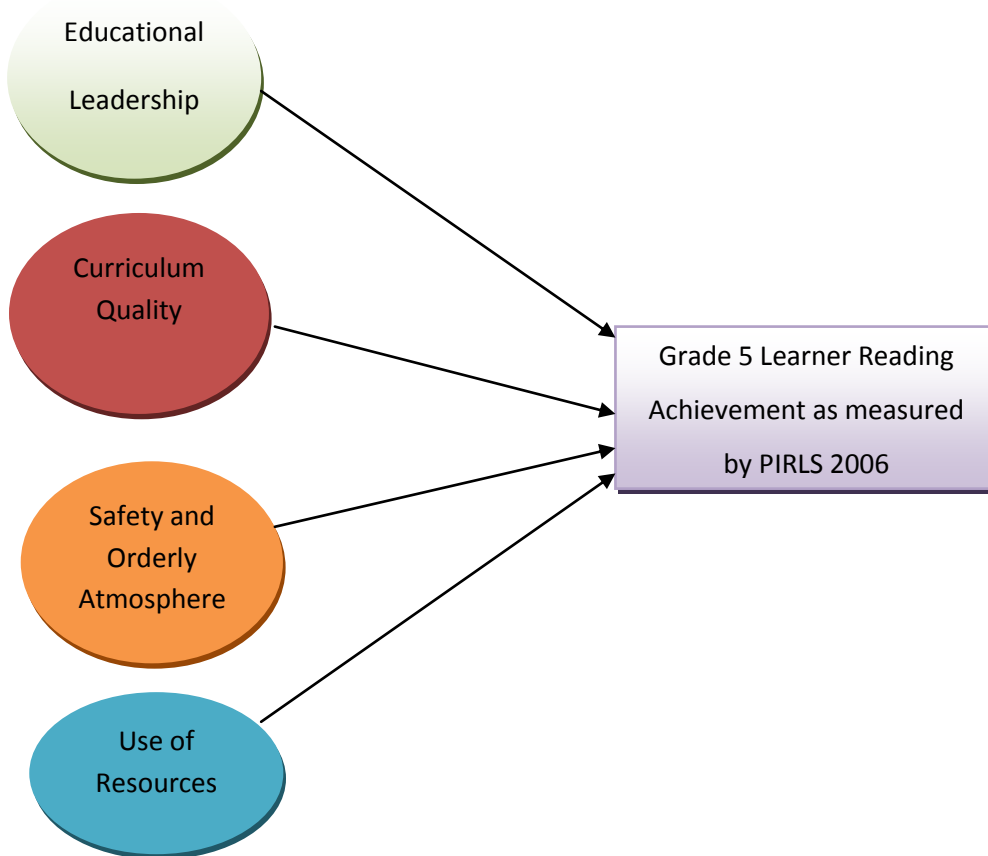 Educational
Leadership
Curriculum
Quality
Grade 5 Learner Reading
Achievement as measured
by PIRLS 2006
Safety and
Orderly
Atmosphere
Use of
Resources